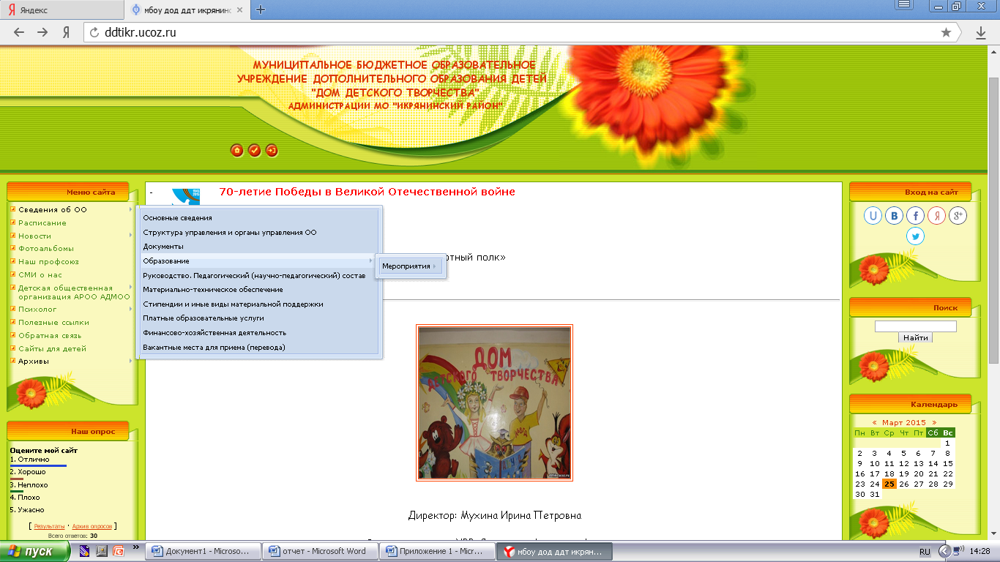 Яндекс
мбоу дод ддт икрянинс
ddtikr.ucoz.ru
МУНИЦИПАЛЬНОЕ БЮДЖЕТНОЕ ОБРАЗОВАТЕЛЬНОЕ
УЧРЕЖДЕНИЕ ДОПОЛНИТЕЛЬНОГО ОБРАЗОВАНИЯ ДЕТЕЙ
"ДОМ ДЕТСКОГО ТВОРЧЕСТВА"
АДМИНИСТРАЦИИ МО "ИКРЯНИНСКИЙ РАЙОН"
Меню сайта
Сведения об ОО
Расписание
Новости
Фотоальбомы
Наш профсоюз
СМИ о нас
Детская общественная
организация АРОО АДМОО
Психолог
Полезные ссылки
Обратная связь
Сайты для детей
Архивы
Наш опрос
Оцените мой сайт
1. Отлично
2. Хорошо
3. Неплохо
4. Плохо
5. Ужасно
[ Результаты · Архив опросов ]
Всего ответов: 30
- 70-летие Победы в Великой Отечественной войне
Основные сведения
Структура управления и органы управления ОО
Документы
Образование
Руководство. Педагогический (научно-педагогический) состав
Материально-техническое обеспечение
Стипендии и иные виды материальной поддержки
Платные образовательные услуги
Финансово-хозяйственная деятельность
Вакантные места для приема (перевода)
Мероприятия
отный полк»
ДОМ
ДЕТСКОГО ТВОРЧЕСТВА
ddtikr.ucoz.ru
Директор: Мухина Ирина Петровна
Вход на сайт
Поиск
Найти
Календарь
« Март 2015 »
Пн Вт Ср Чт Пт Сб Вс
1
2 3 4 5 6 7 8
9 10 11 12 13 14 15
16 17 18 19 20 21 22
23 24 25 26 27 28 29
30 31
пуск
Документ1 - Microso...
отчет - Microsoft Word
Приложение 1 - Mic...
мбоу дод ддт икрян...
RU
14:28